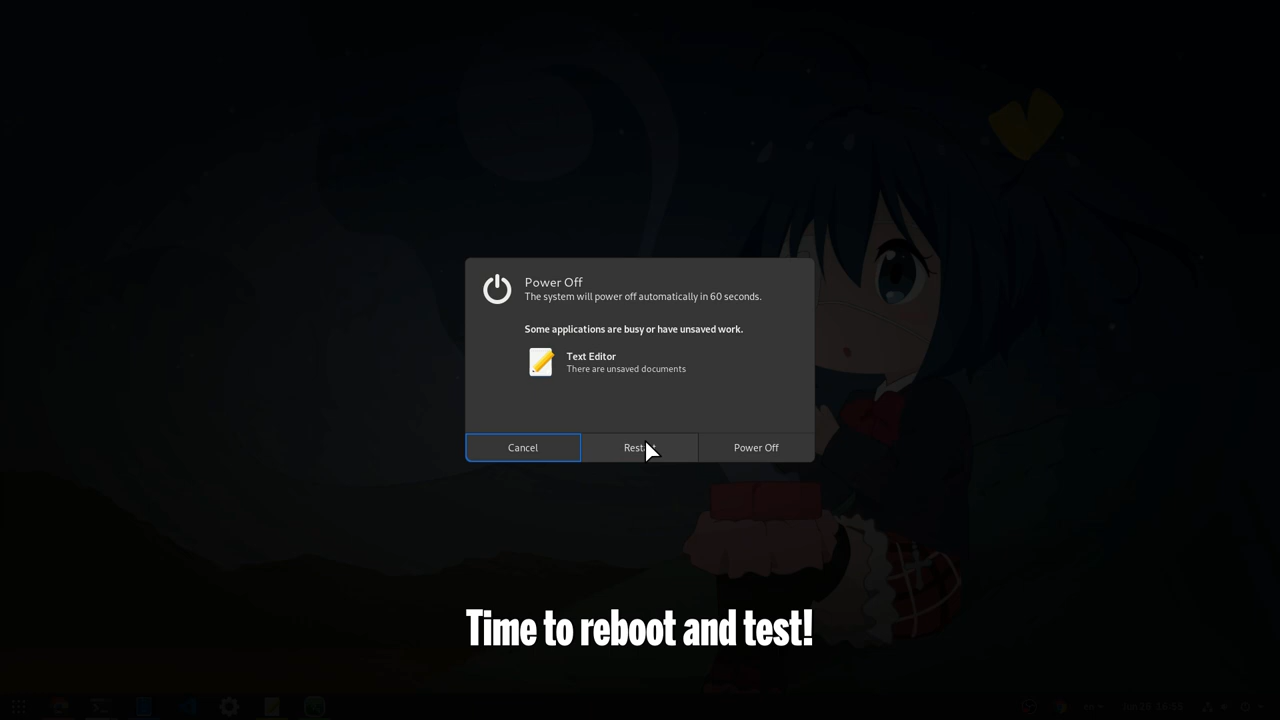 Power Off
The system will power off automatically in 60 seconds.
Some applications are busy or have unsaved work.
Text Editor
There are unsaved documents
Cancel
Power Off
Time to reboot and test!